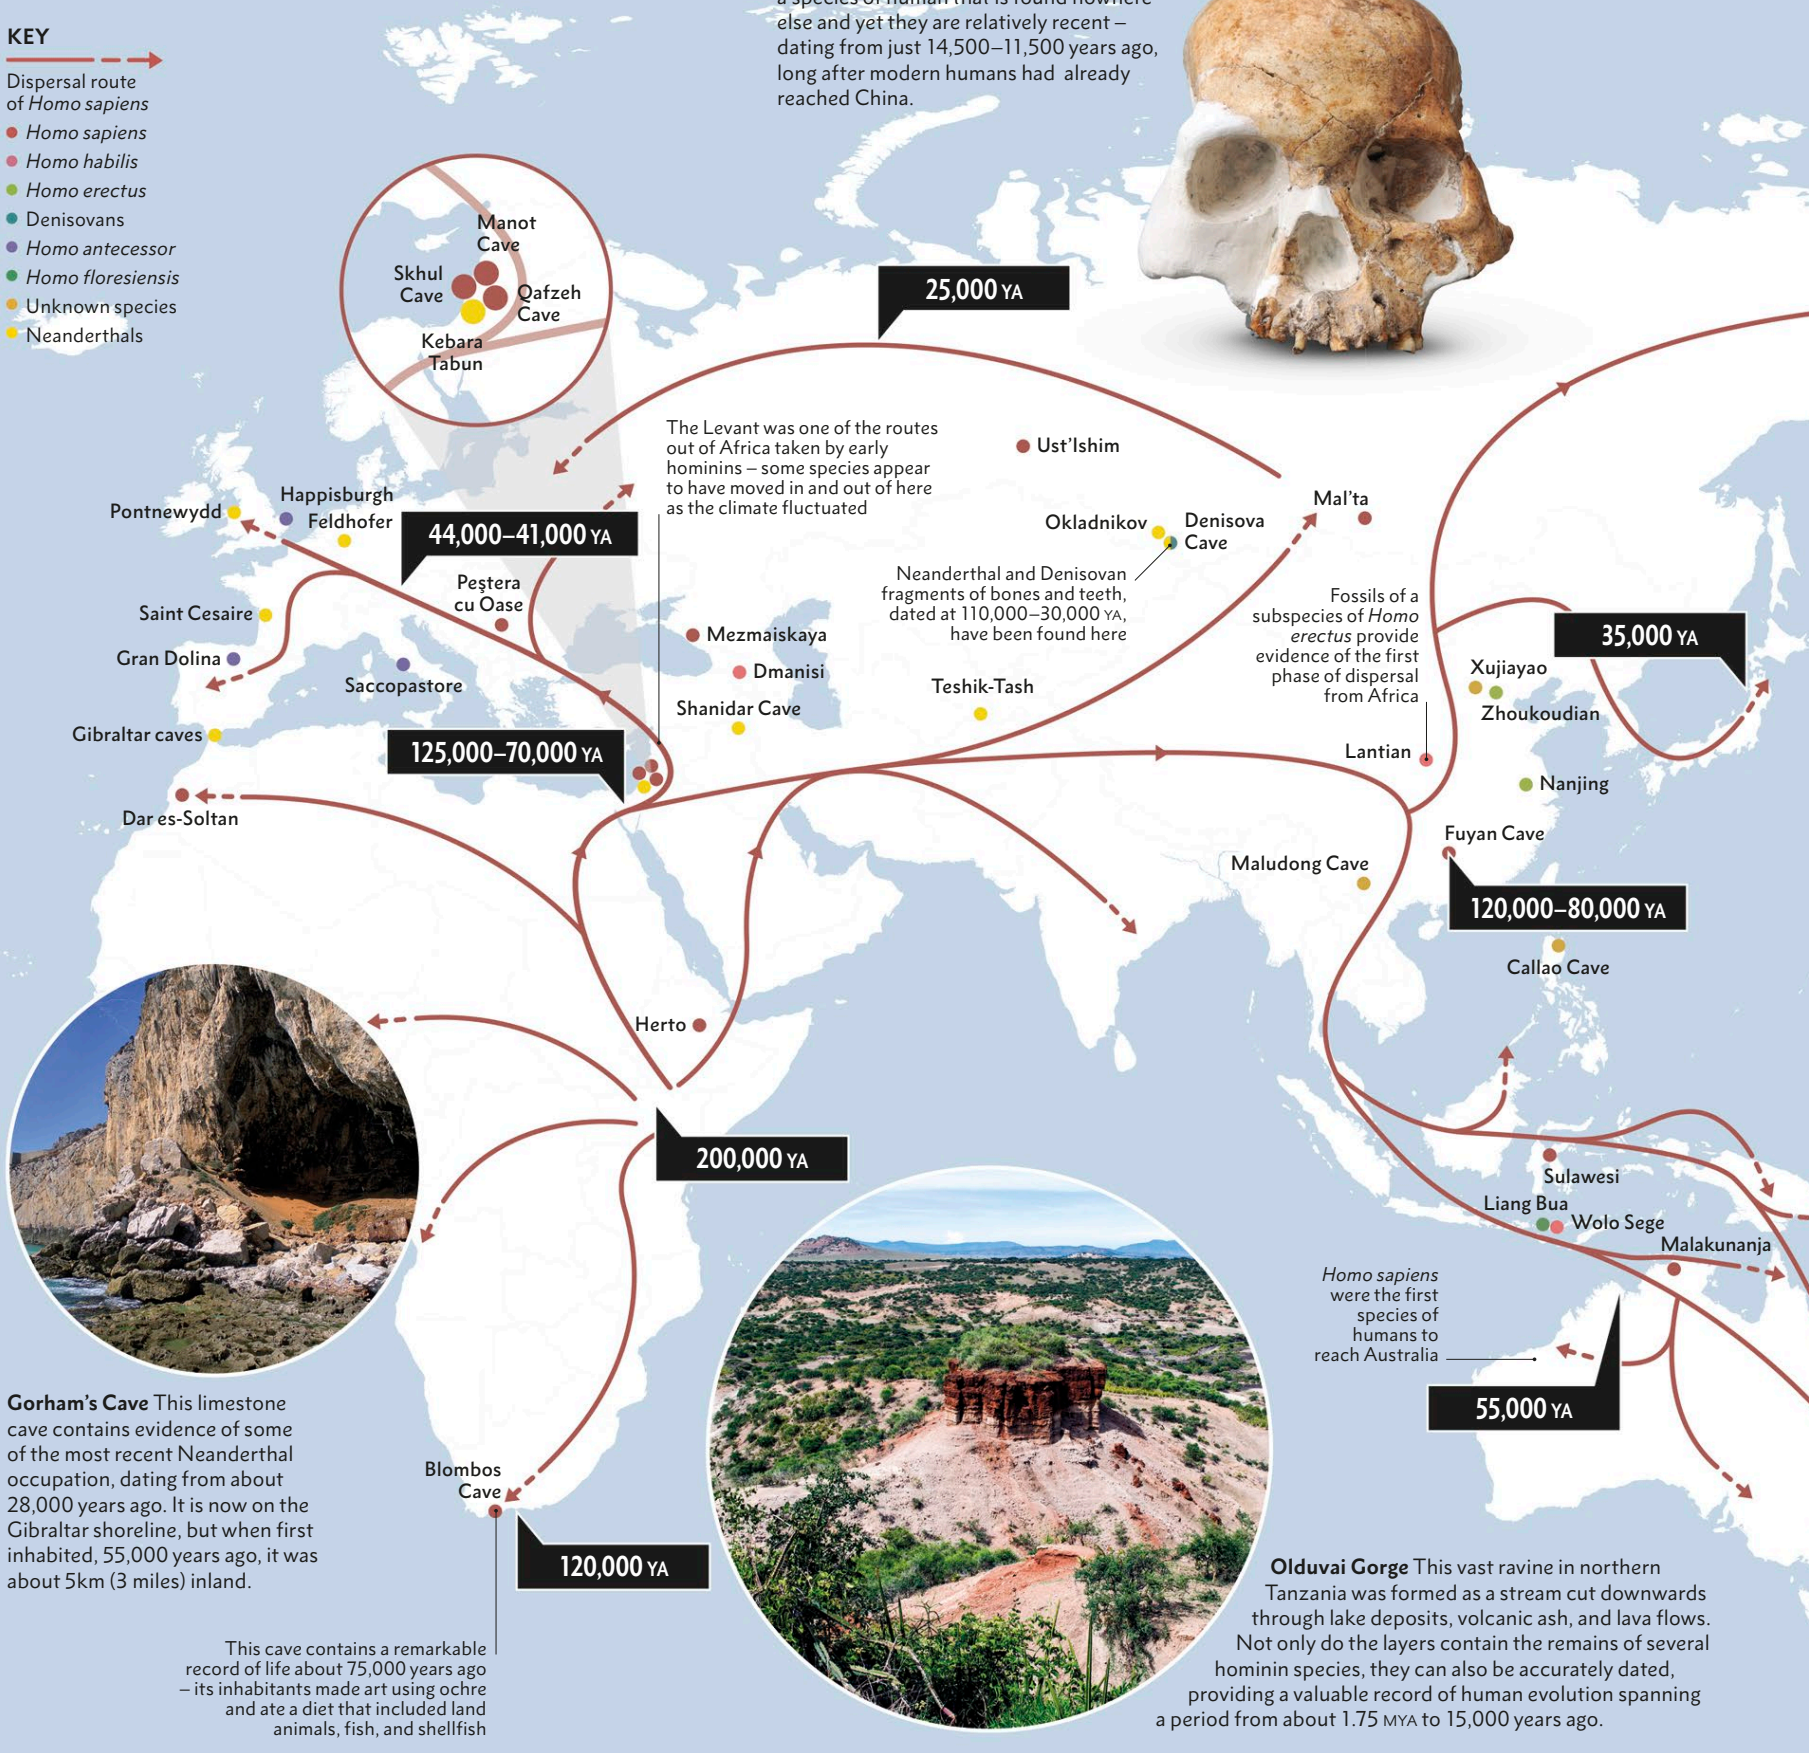 a species of human that is found nowhere
else and yet they are relatively recent –
dating from just 14,500–11,500 years ago,
long after modern humans had already
reached China.
KEY
Dispersal route
of Homo sapiens
Homo sapiens
Homo habilis
Homo erectus
Denisovans
Homo antecessor
Homo floresiensis
Unknown species
Neanderthals
Manot
Cave
Skhul
Cave
Qafzeh
Cave
Kebara
Tabun
25,000 YA
The Levant was one of the routes
out of Africa taken by early
hominins – some species appear
to have moved in and out of here
as the climate fluctuated
Ust'Ishim
Mal'ta
Okladnikov
Denisova
Cave
Neanderthal and Denisovan
fragments of bones and teeth,
dated at 110,000–30,000 YA,
have been found here
Pontnewydd
Happisburgh
Feldhofer
44,000–41,000 YA
Peştera
cu Oase
Saint Cesaire
Gran Dolina
Saccopastore
Gibraltar caves
Mezmaiskaya
Dmanisi
Shanidar Cave
Teshik-Tash
125,000–70,000 YA
Dar es-Soltan
Fossils of a
subspecies of Homo
erectus provide
evidence of the first
phase of dispersal
from Africa
35,000 YA
Xujiayao
Zhoukoudian
Lantian
Nanjing
Fuyan Cave
Maludong Cave
120,000–80,000 YA
Callao Cave
Herto
200,000 YA
Sulawesi
Liang Bua
Wolo Sege
Malakunanja
Homo sapiens
were the first
species of
humans to
reach Australia
55,000 YA
Gorham's Cave This limestone
cave contains evidence of some
of the most recent Neanderthal
occupation, dating from about
28,000 years ago. It is now on the
Gibraltar shoreline, but when first
inhabited, 55,000 years ago, it was
about 5km (3 miles) inland.
Blombos
Cave
120,000 YA
This cave contains a remarkable
record of life about 75,000 years ago
– its inhabitants made art using ochre
and ate a diet that included land
animals, fish, and shellfish
Olduvai Gorge This vast ravine in northern
Tanzania was formed as a stream cut downwards
through lake deposits, volcanic ash, and lava flows.
Not only do the layers contain the remains of several
hominin species, they can also be accurately dated,
providing a valuable record of human evolution spanning
a period from about 1.75 MYA to 15,000 years ago.